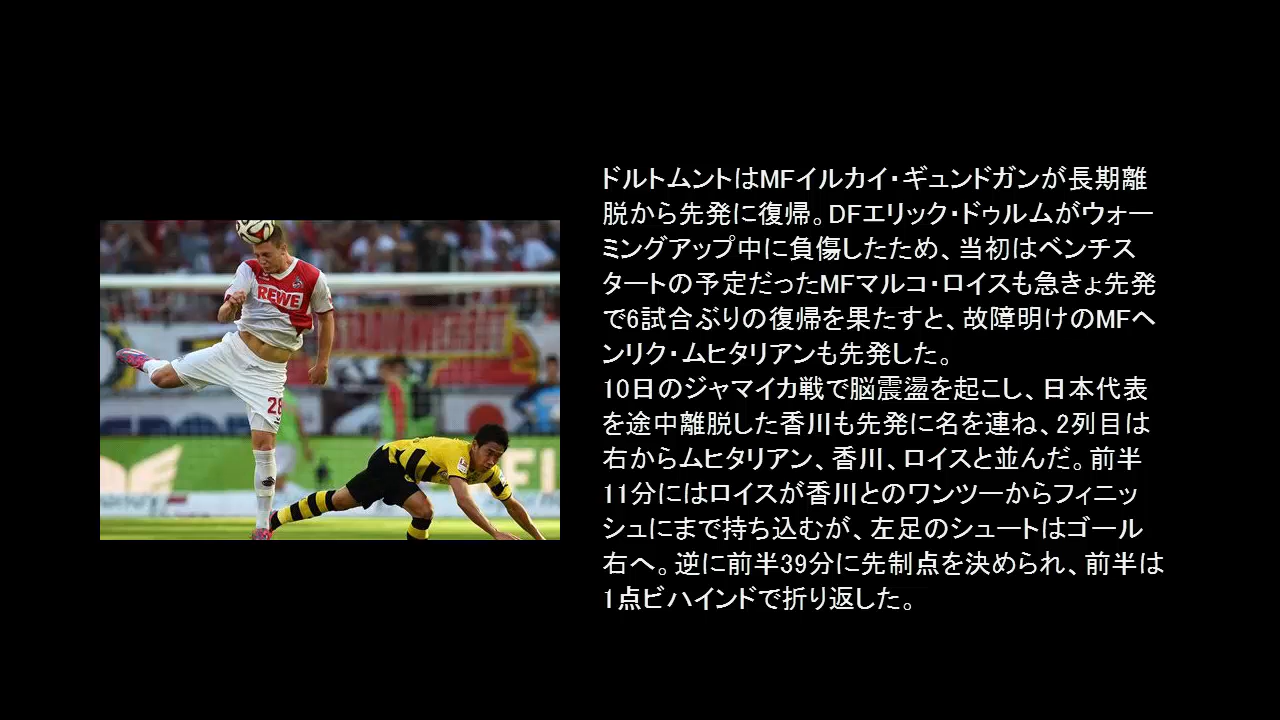 ドルトムントはMFイルカイ・ギュンドガンが長期離
脱から先発に復帰。DFエリック・ドゥルムがウォー
ミングアップ中に負傷したため、当初はベンチス
タートの予定だったMFマルコ・ロイスも急きょ先発
で6試合ぶりの復帰を果たすと、故障明けのMFヘ
ンリク・ムヒタリアンも先発した。
10日のジャマイカ戦で脳震盪を起こし、日本代表
を途中離脱した香川も先発に名を連ね、2列目は
右からムヒタリアン、香川、ロイスと並んだ。前半
11分にはロイスが香川とのワンツーからフィニッ
シュにまで持ち込むが、左足のシュートはゴール
右へ。逆に前半39分に先制点を決められ、前半は
1点ビハインドで折り返した。
REWE
28